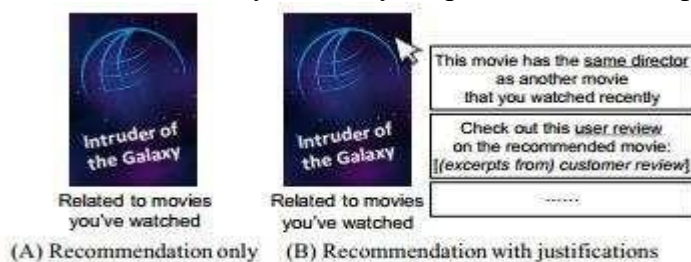 Intruder of
the Galaxy
Related to movies
you've watched
(A) Recommendation only
Intruder of
the Galaxy
Related to movies
you've watched
This movie has the same director
as another movie
that you watched recently
Check out this user review
on the recommended movie:
[(excerpts from) customer review]
......
(B) Recommendation with justifications